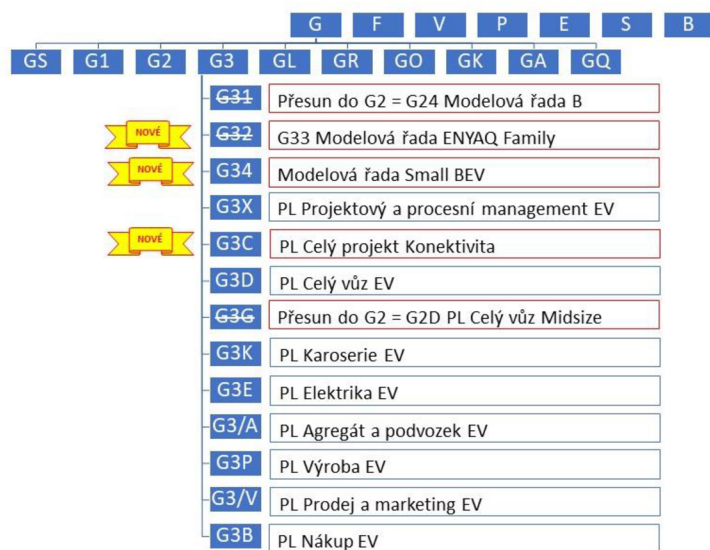 G F V P E S B
GS G1 G2 G3 GL GR GO GK GA GQ
G31 Přesun do G2 = G24 Modelová řada B
NOVÉ G32 G33 Modelová řada ENYAQ Family
NOVÉ G34 Modelová řada Small BEV
G3X PL Projektový a procesní management EV
NOVÉ G3C PL Celý projekt Konektivita
G3D PL Celý vůz EV
G3G Přesun do G2 = G2D PL Celý vůz Midsize
G3K PL Karoserie EV
G3E PL Elektrika EV
G3/A PL Agregát a podvozek EV
G3P PL Výroba EV
G3/V PL Prodej a marketing EV
G3B PL Nákup EV